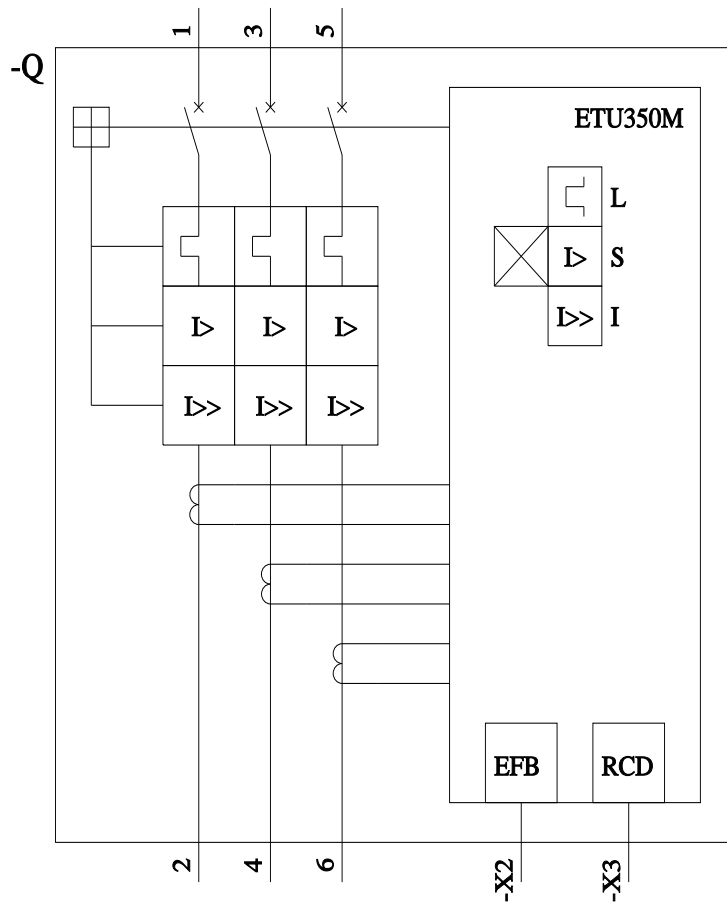 1 3 5
-Q
ETU350M
L
I> S
I> I> I> I>> I
I>> I>> I>>
EFB RCD
2 4 6 -X2 -X3